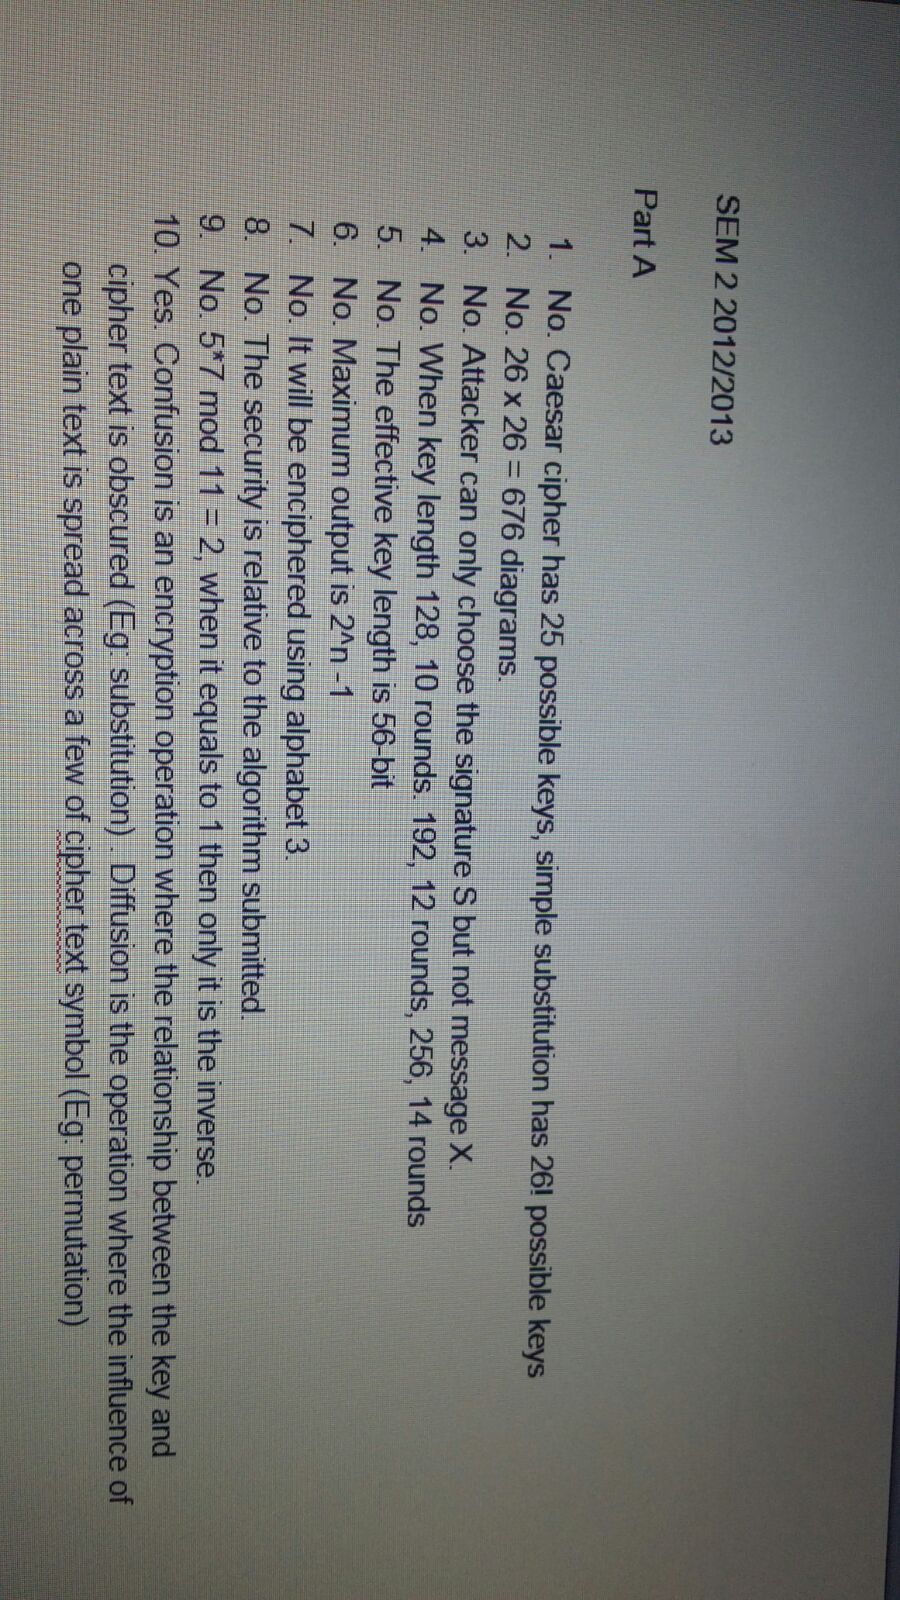 SEM 2 2012/2013
Part A
1. No. Caesar cipher has 25 possible keys, simple substitution has 26! possible keys
2. No. 26 x 26 = 676 diagrams.
3. No. Attacker can only choose the signature S but not message X.
4. No. When key length 128, 10 rounds. 192, 12 rounds, 256, 14 rounds
5. No. The effective key length is 56-bit
6. No. Maximum output is 2^n -1
7. No. It will be enciphered using alphabet 3.
8. No. The security is relative to the algorithm submitted.
9. No. 5*7 mod 11 = 2, when it equals to 1 then only it is the inverse.
10. Yes. Confusion is an encryption operation where the relationship between the key and
cipher text is obscured (Eg: substitution) . Diffusion is the operation where the influence of
one plain text is spread across a few of cipher text symbol (Eg: permutation)